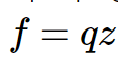 f = qz